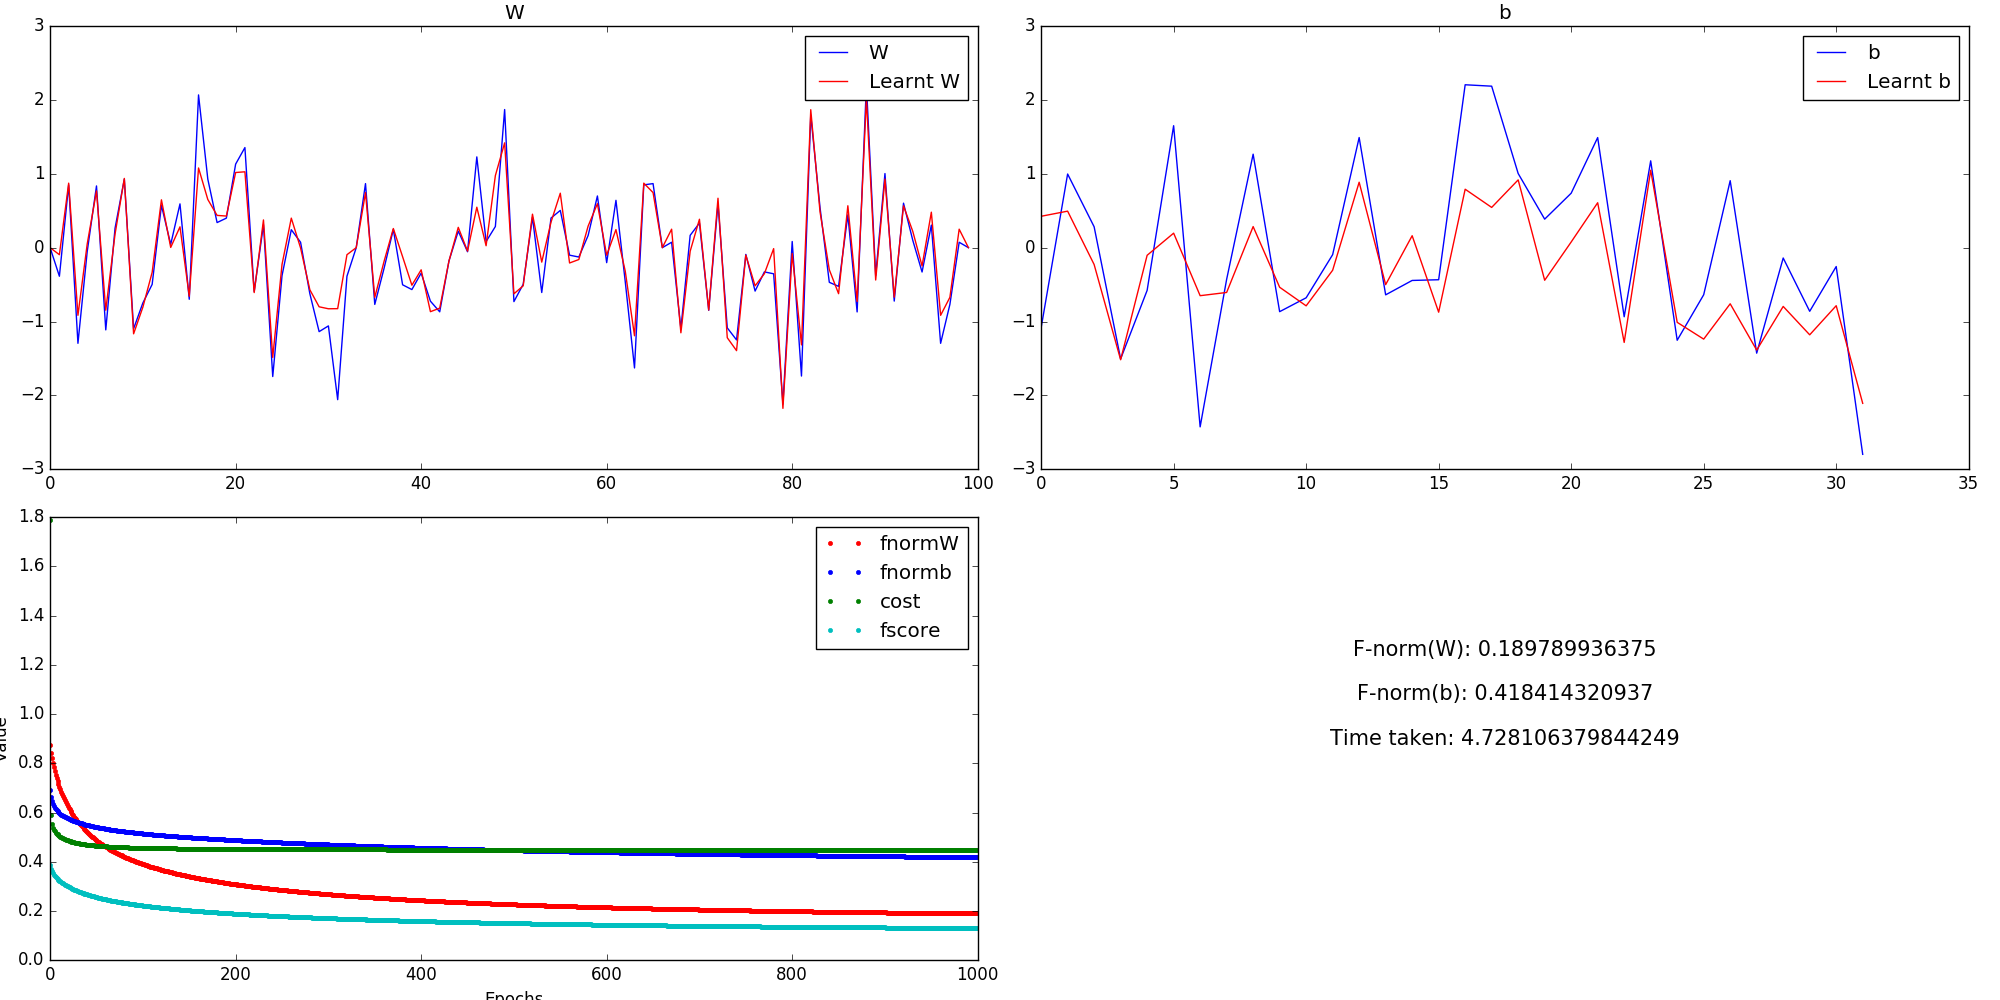 W
3
2
1
0
−1
−2
−3
0 20 40 60 80 100
W
Learnt W
b
3
2
1
0
−1
−2
−3
0 5 10 15 20 25 30 35
b
Learnt b
1.8
1.6
1.4
1.2
1.0
0.8
0.6
0.4
0.2
0.0
0 200 400 600 800 1000
Epochs
fnormW
fnormb
cost
fscore
F-norm(W): 0.189789936375
F-norm(b): 0.418414320937
Time taken: 4.728106379844249